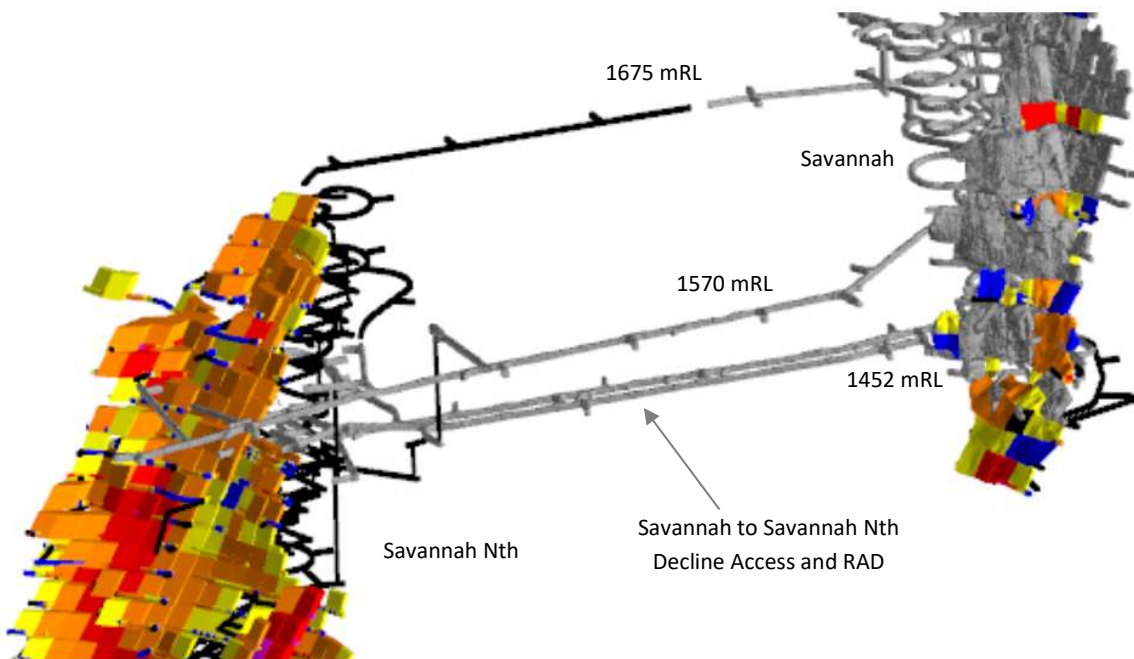 1675 mRL
Savannah
1570 mRL
1452 mRL
Savannah Nth
Savannah to Savannah Nth
Decline Access and RAD